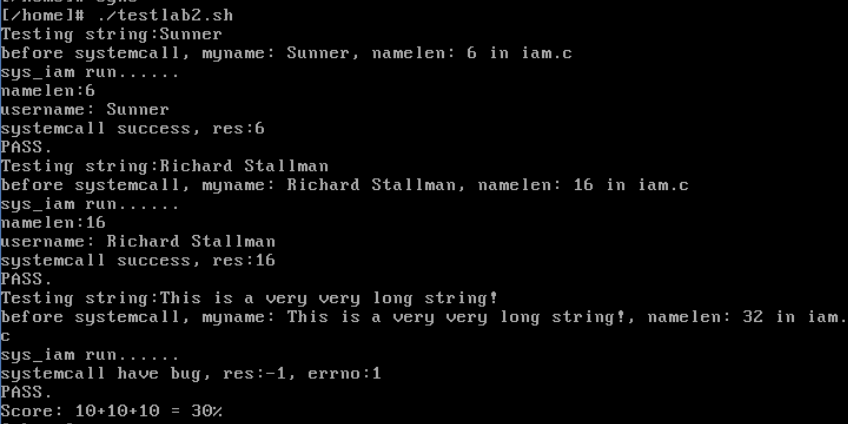 [/home]# ./testlab2.sh
Testing string:Sunner
before systemcall, myname: Sunner, namelen: 6 in iam.c
sys_iam run......
namelen:6
username: Sunner
systemcall success, res:6
PASS.
Testing string:Richard Stallman
before systemcall, myname: Richard Stallman, namelen: 16 in iam.c
sys_iam run......
namelen:16
username: Richard Stallman
systemcall success, res:16
PASS.
Testing string:This is a very very long string!
before systemcall, myname: This is a very very long string!, namelen: 32 in iam.
c
sys_iam run......
systemcall have bug, res:-1, errno:1
PASS.
Score: 10+10+10 = 30%